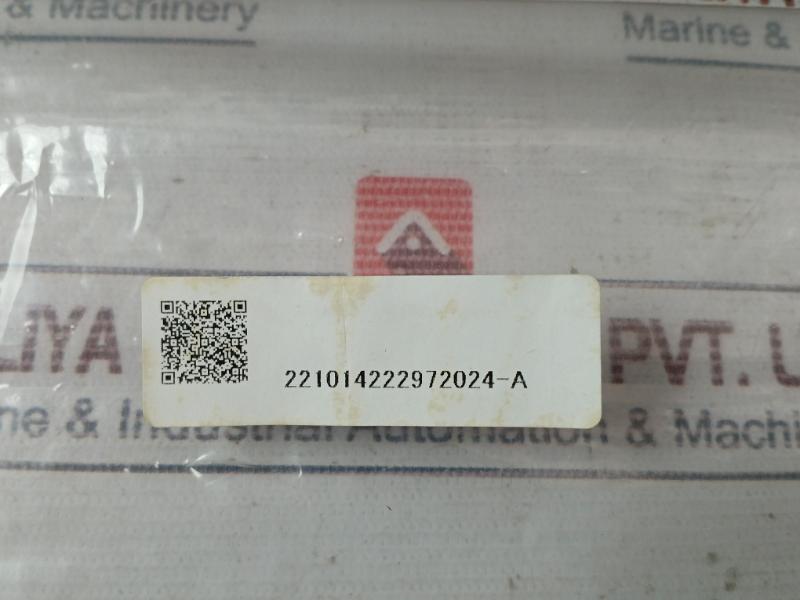 & Machinery
Marine &
LIYA PVT. L
221014222972024-A
ne & Industrial Automation & Machi